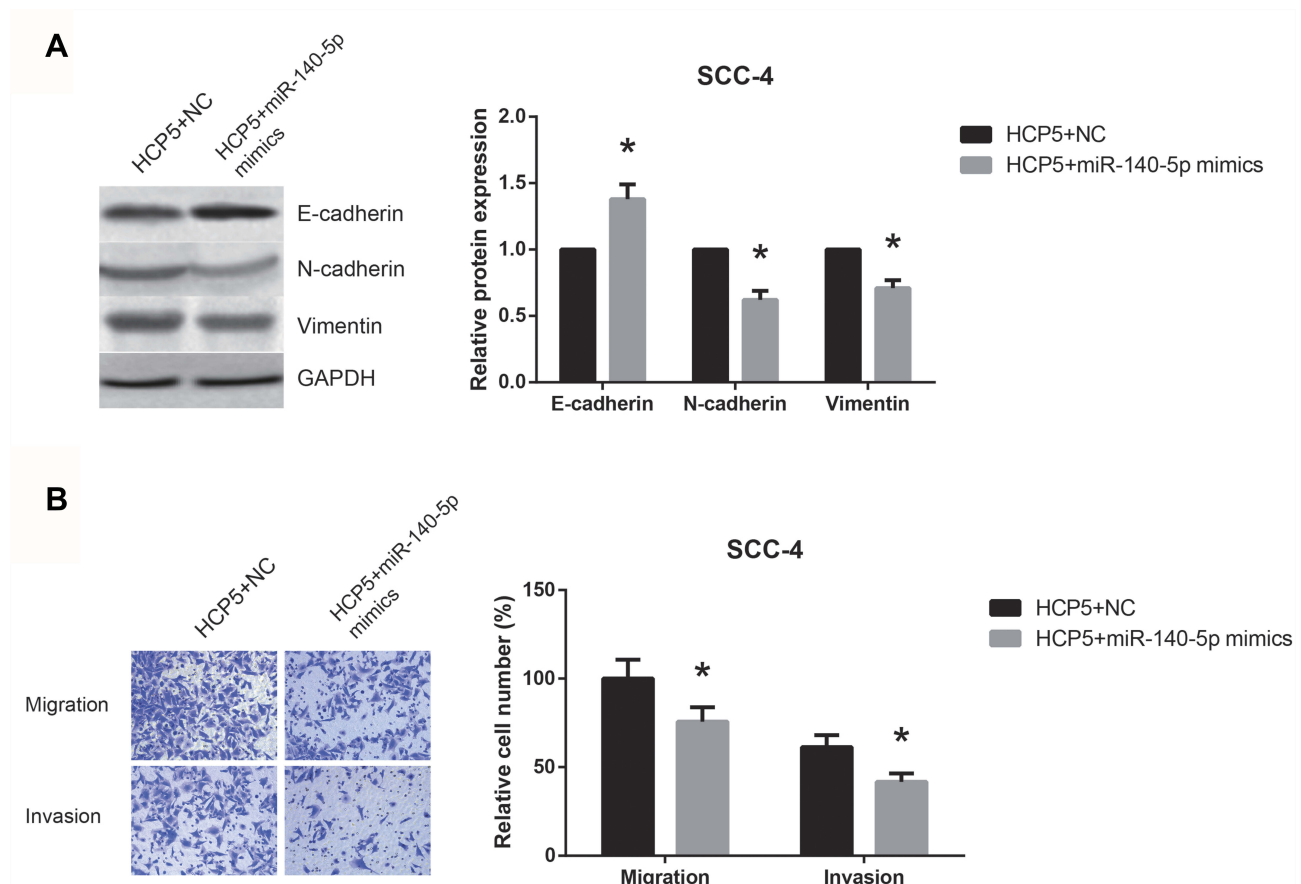 A
HCP5+NC
HCP5+miR-140-5p
mimics
E-cadherin
N-cadherin
Vimentin
GAPDH
SCC-4
Relative protein expression
2.0
1.5
1.0
0.5
0.0
*
*
*
E-cadherin
N-cadherin
Vimentin
HCP5+NC
HCP5+miR-140-5p mimics
B
HCP5+NC
HCP5+miR-140-5p
mimics
Migration
Invasion
SCC-4
Relative cell number (%)
150
100
50
0
*
*
Migration
Invasion
HCP5+NC
HCP5+miR-140-5p mimics